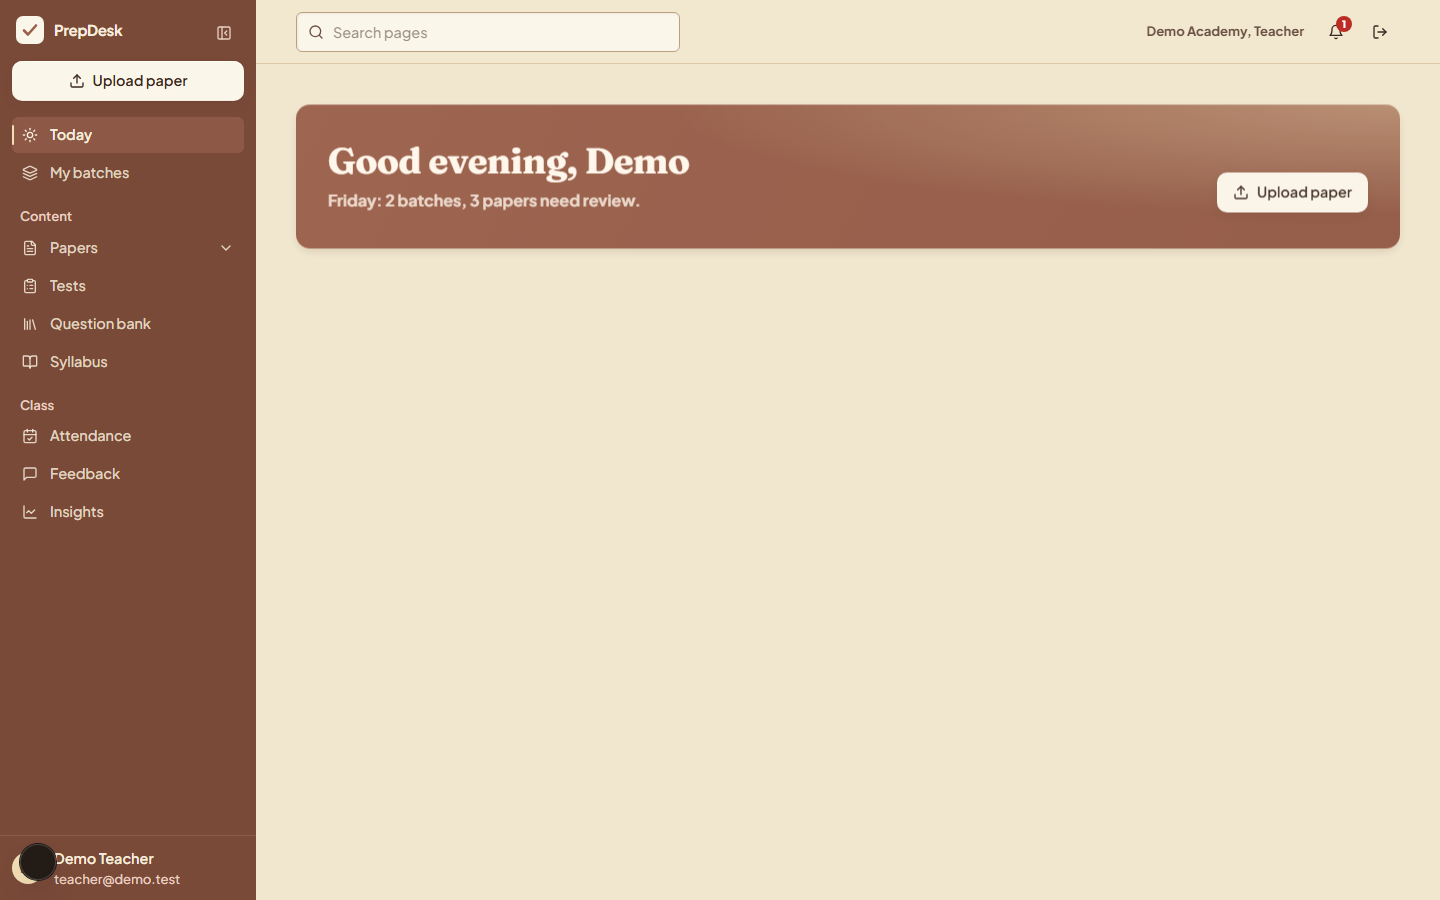 PrepDesk
Upload paper
Today
My batches
Content
Papers
Tests
Question bank
Syllabus
Class
Attendance
Feedback
Insights
Demo Teacher
teacher@demo.test
Search pages
Demo Academy, Teacher
1
Good evening, Demo
Friday: 2 batches, 3 papers need review.
Upload paper